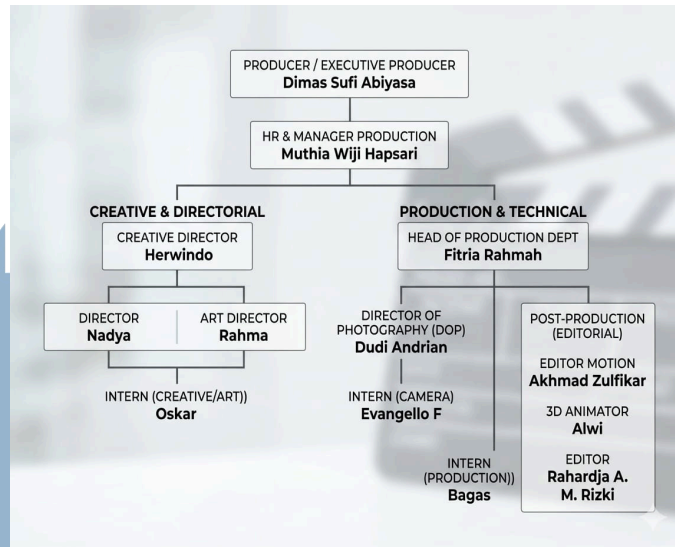 PRODUCER / EXECUTIVE PRODUCER
Dimas Sufi Abiyasa
HR & MANAGER PRODUCTION
Muthia Wiji Hapsari
CREATIVE & DIRECTORIAL
CREATIVE DIRECTOR
Herwindo
DIRECTOR
Nadya
ART DIRECTOR
Rahma
INTERN (CREATIVE/ART))
Oskar
PRODUCTION & TECHNICAL
HEAD OF PRODUCTION DEPT
Fitria Rahmah
DIRECTOR OF
PHOTOGRAPHY (DOP)
Dudi Andrian
INTERN (CAMERA)
Evangello F
INTERN
(PRODUCTION))
Bagas
POST-PRODUCTION
(EDITORIAL)
EDITOR MOTION
Akhmad Zulfikar
3D ANIMATOR
Alwi
EDITOR
Rahardja A.
M. Rizki